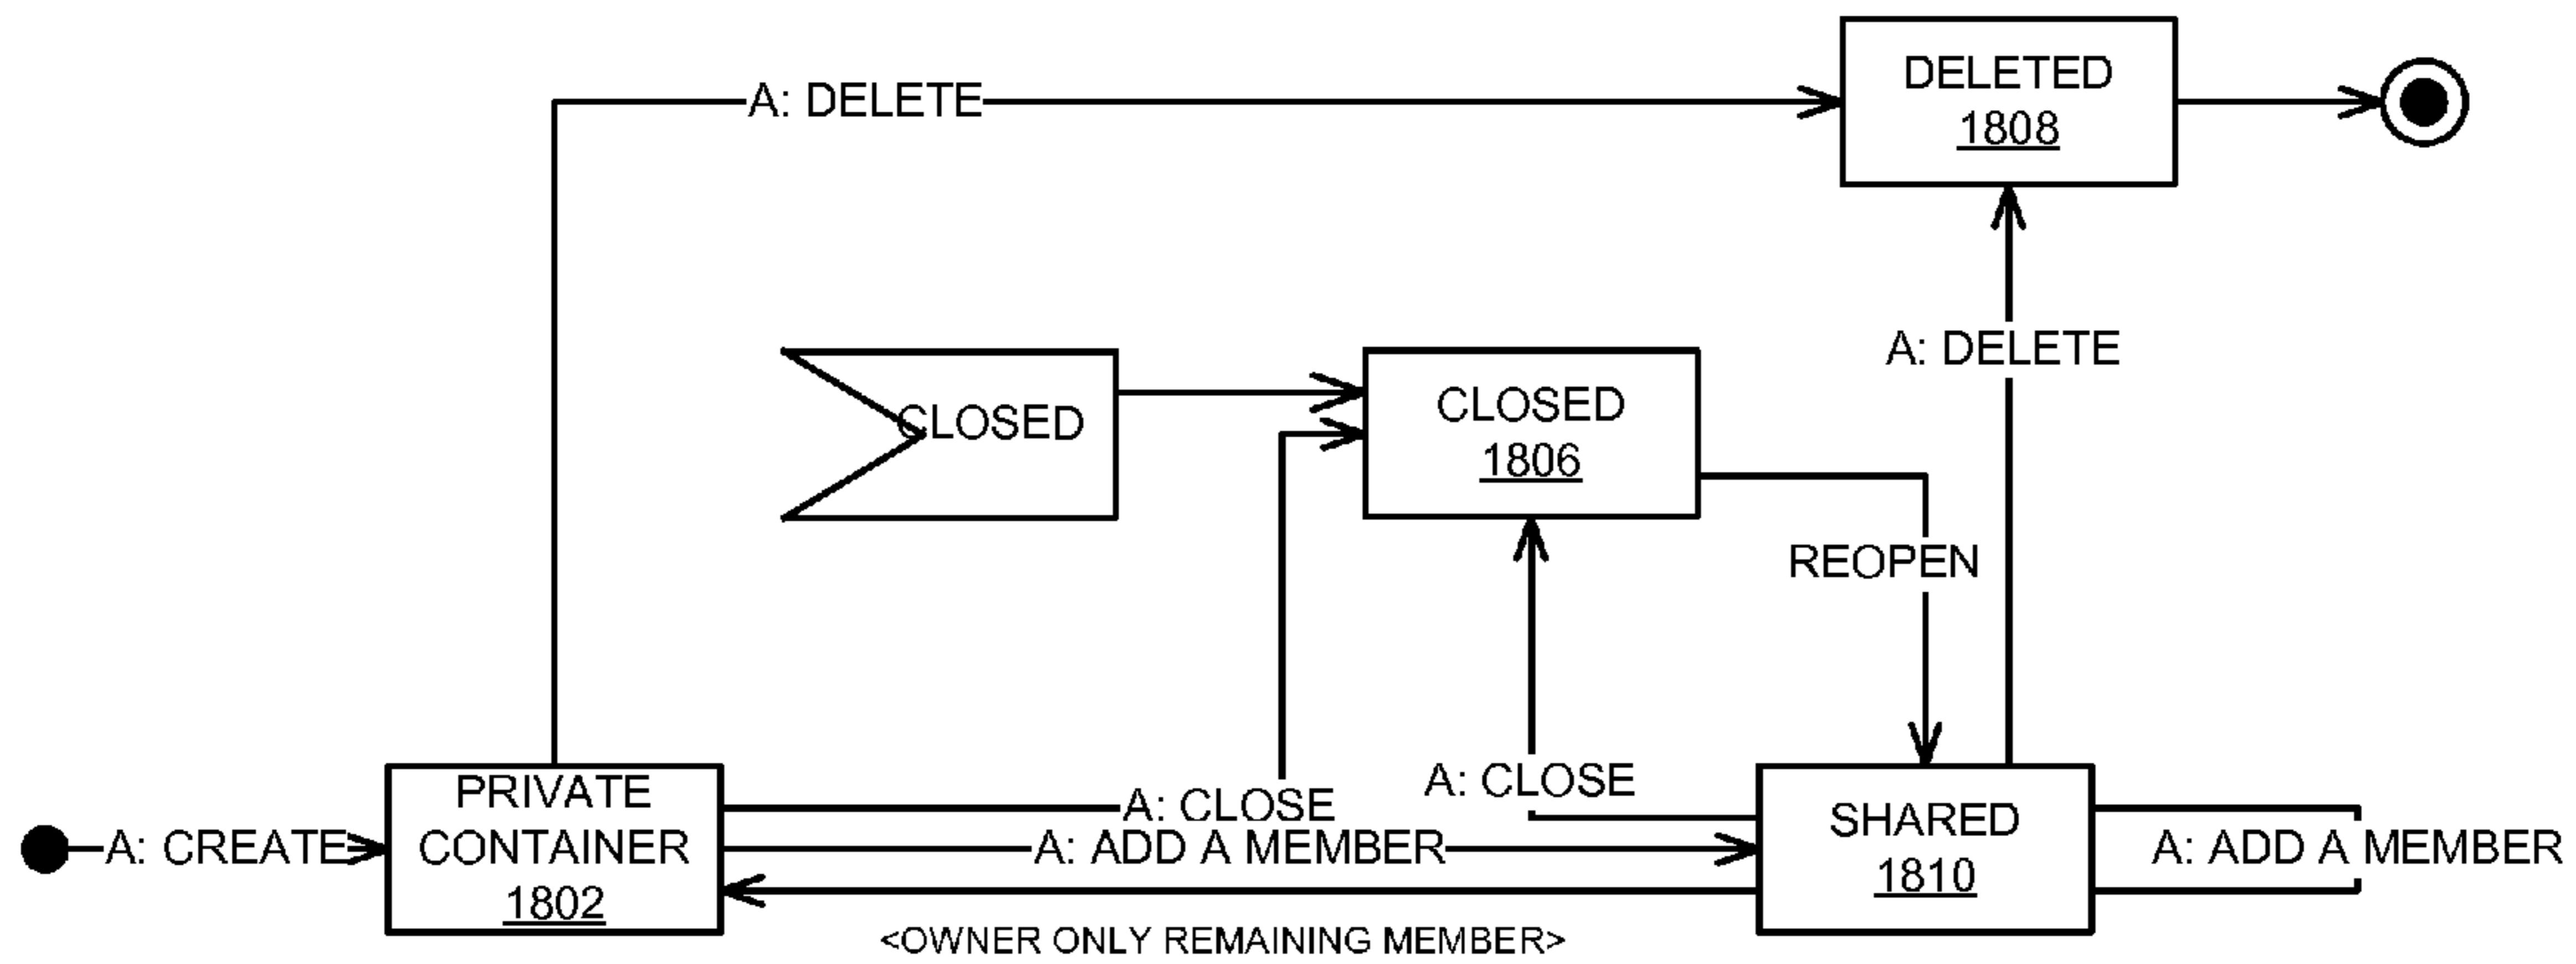 DELETED
1808
A: DELETE
A: DELETE
CLOSED
CLOSED
1806
REOPEN
PRIVATE
CONTAINER
1802
A: CREATE
A: CLOSE
A: CLOSE
A: ADD A MEMBER
SHARED
1810
A: ADD A MEMBER
<OWNER ONLY REMAINING MEMBER>